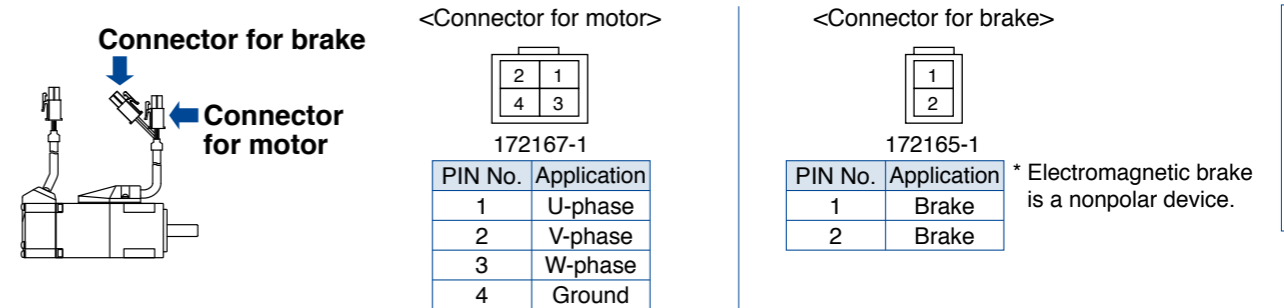 Connector for brake
Connector
for motor
<Connector for motor>
2 1
4 3
172167-1
PIN No. Application
1 U-phase
2 V-phase
3 W-phase
4 Ground
<Connector for brake>
1
2
172165-1
PIN No. Application
1 Brake
2 Brake
* Electromagnetic brake
is a nonpolar device.